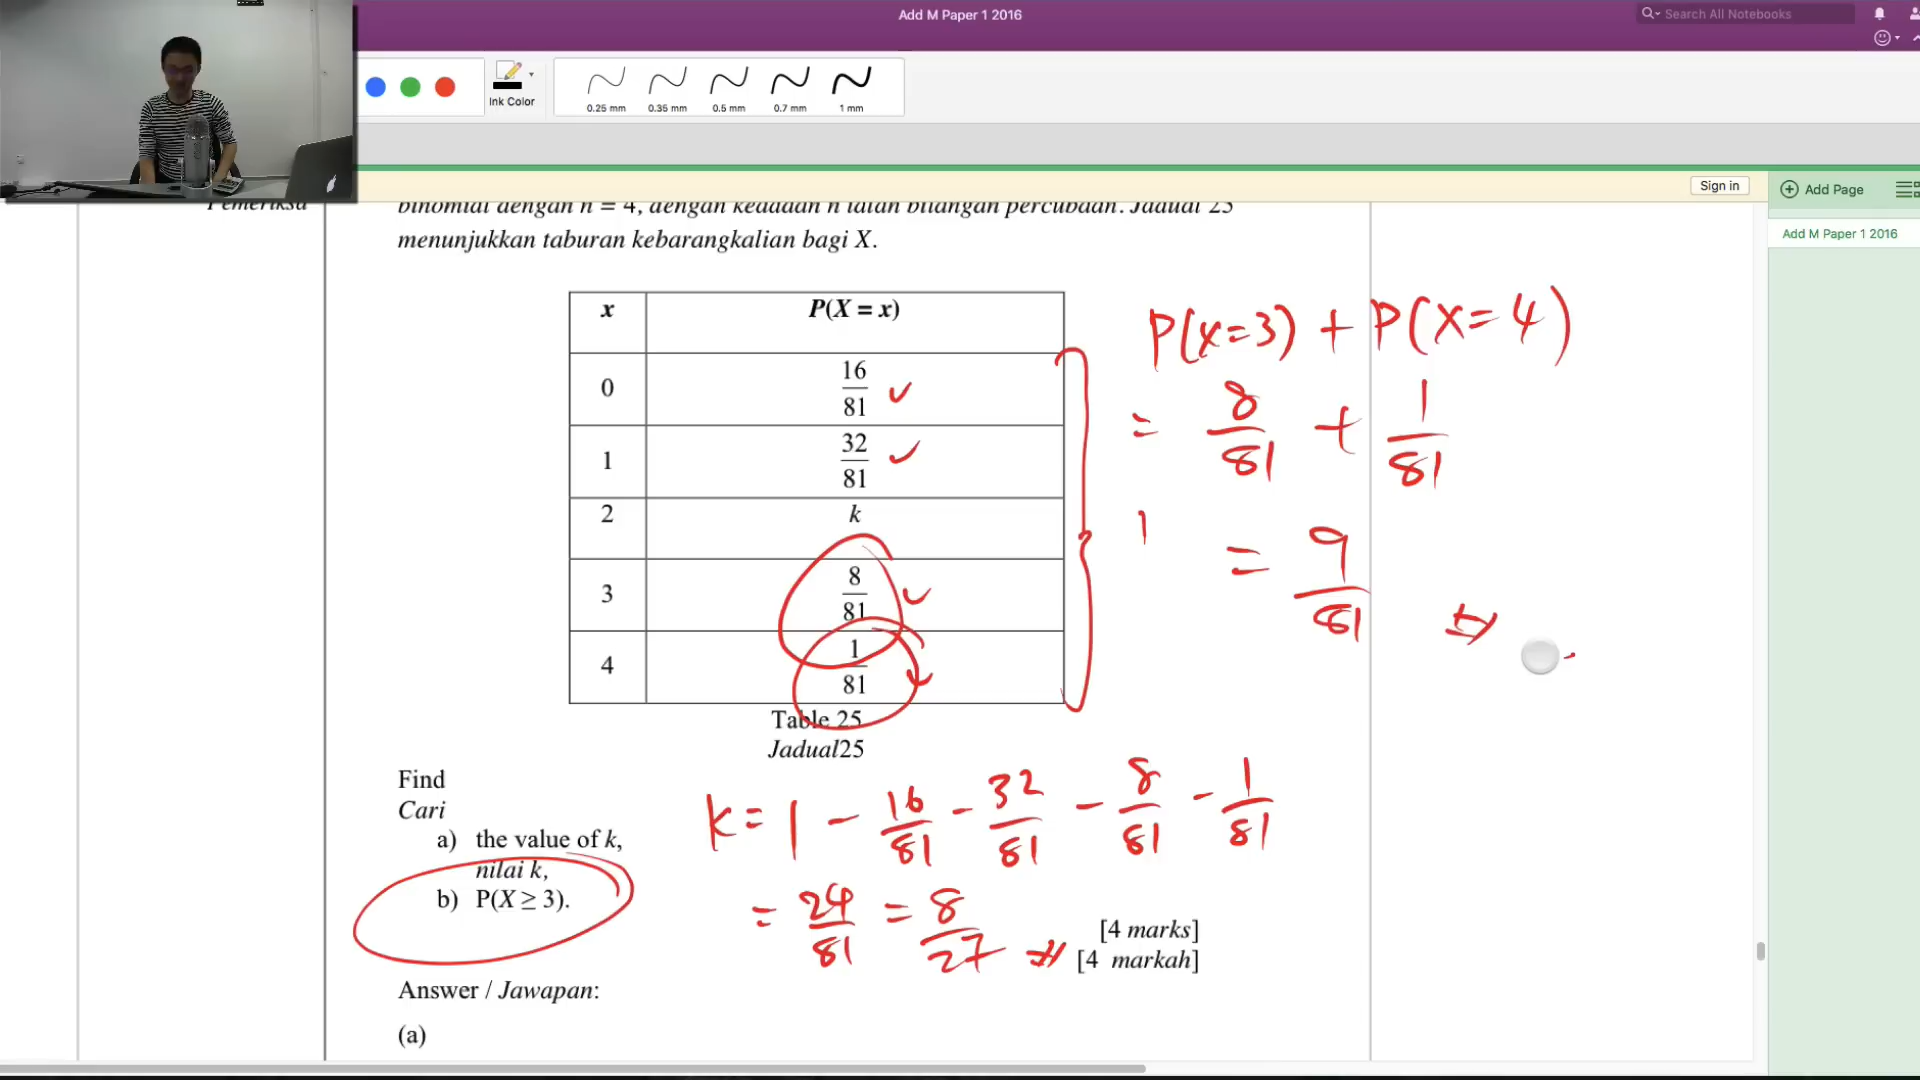 Add M Paper 1 2016
Search All Notebooks
Ink Color
0.25 mm
0.35 mm
0.5 mm
0.7 mm
1 mm
Sign in
Add Page
Add M Paper 1 2016
Pemeriksa
binomial dengan n = 4, dengan keadaan n ialah bilangan percubaan. Jadual 25
menunjukkan taburan kebarangkalian bagi X.
x P(X = x)
0 16/81
1 32/81
2 k
3 8/81
4 1/81
Table 25
Jadual25
P(X=3) + P(X=4)
= 8/81 + 1/81
1
= 9/81
Find
Cari
a) the value of k,
nilai k,
b) P(X ≥ 3).
k = 1 - 16/81 - 32/81 - 8/81 - 1/81
= 24/81 = 8/27
[4 marks]
[4 markah]
Answer / Jawapan:
(a)